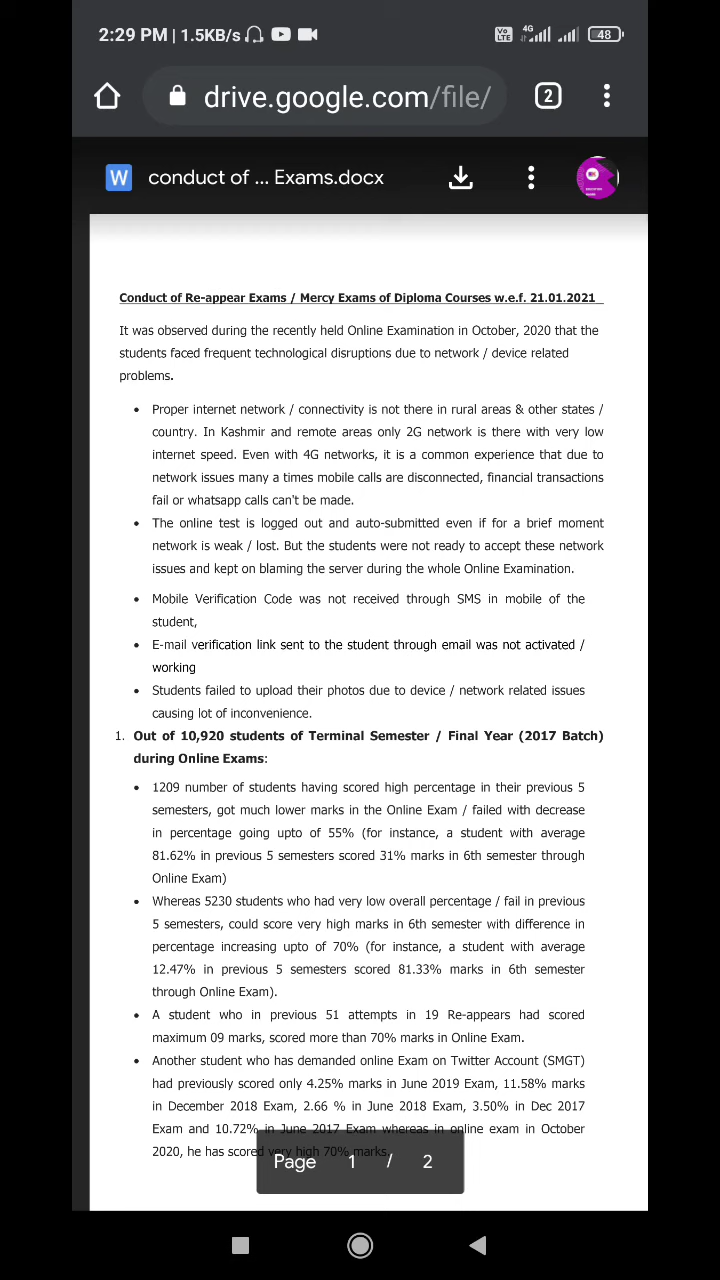 2:29 PM | 1.5KB/s
Vo LTE 4G 48
drive.google.com/file/ 2
W conduct of ... Exams.docx
Conduct of Re-appear Exams / Mercy Exams of Diploma Courses w.e.f. 21.01.2021
It was observed during the recently held Online Examination in October, 2020 that the
students faced frequent technological disruptions due to network / device related
problems.
• Proper internet network / connectivity is not there in rural areas & other states /
country. In Kashmir and remote areas only 2G network is there with very low
internet speed. Even with 4G networks, it is a common experience that due to
network issues many a times mobile calls are disconnected, financial transactions
fail or whatsapp calls can't be made.
• The online test is logged out and auto-submitted even if for a brief moment
network is weak / lost. But the students were not ready to accept these network
issues and kept on blaming the server during the whole Online Examination.
• Mobile Verification Code was not received through SMS in mobile of the
student,
• E-mail verification link sent to the student through email was not activated /
working
• Students failed to upload their photos due to device / network related issues
causing lot of inconvenience.
1. Out of 10,920 students of Terminal Semester / Final Year (2017 Batch)
during Online Exams:
• 1209 number of students having scored high percentage in their previous 5
semesters, got much lower marks in the Online Exam / failed with decrease
in percentage going upto of 55% (for instance, a student with average
81.62% in previous 5 semesters scored 31% marks in 6th semester through
Online Exam)
• Whereas 5230 students who had very low overall percentage / fail in previous
5 semesters, could score very high marks in 6th semester with difference in
percentage increasing upto of 70% (for instance, a student with average
12.47% in previous 5 semesters scored 81.33% marks in 6th semester
through Online Exam).
• A student who in previous 51 attempts in 19 Re-appears had scored
maximum 09 marks, scored more than 70% marks in Online Exam.
• Another student who has demanded online Exam on Twitter Account (SMGT)
had previously scored only 4.25% marks in June 2019 Exam, 11.58% marks
in December 2018 Exam, 2.66 % in June 2018 Exam, 3.50% in Dec 2017
Exam and 10.72% in June 2017 Exam whereas in online exam in October
2020, he has scored very high 70% marks.
Page 1 / 2